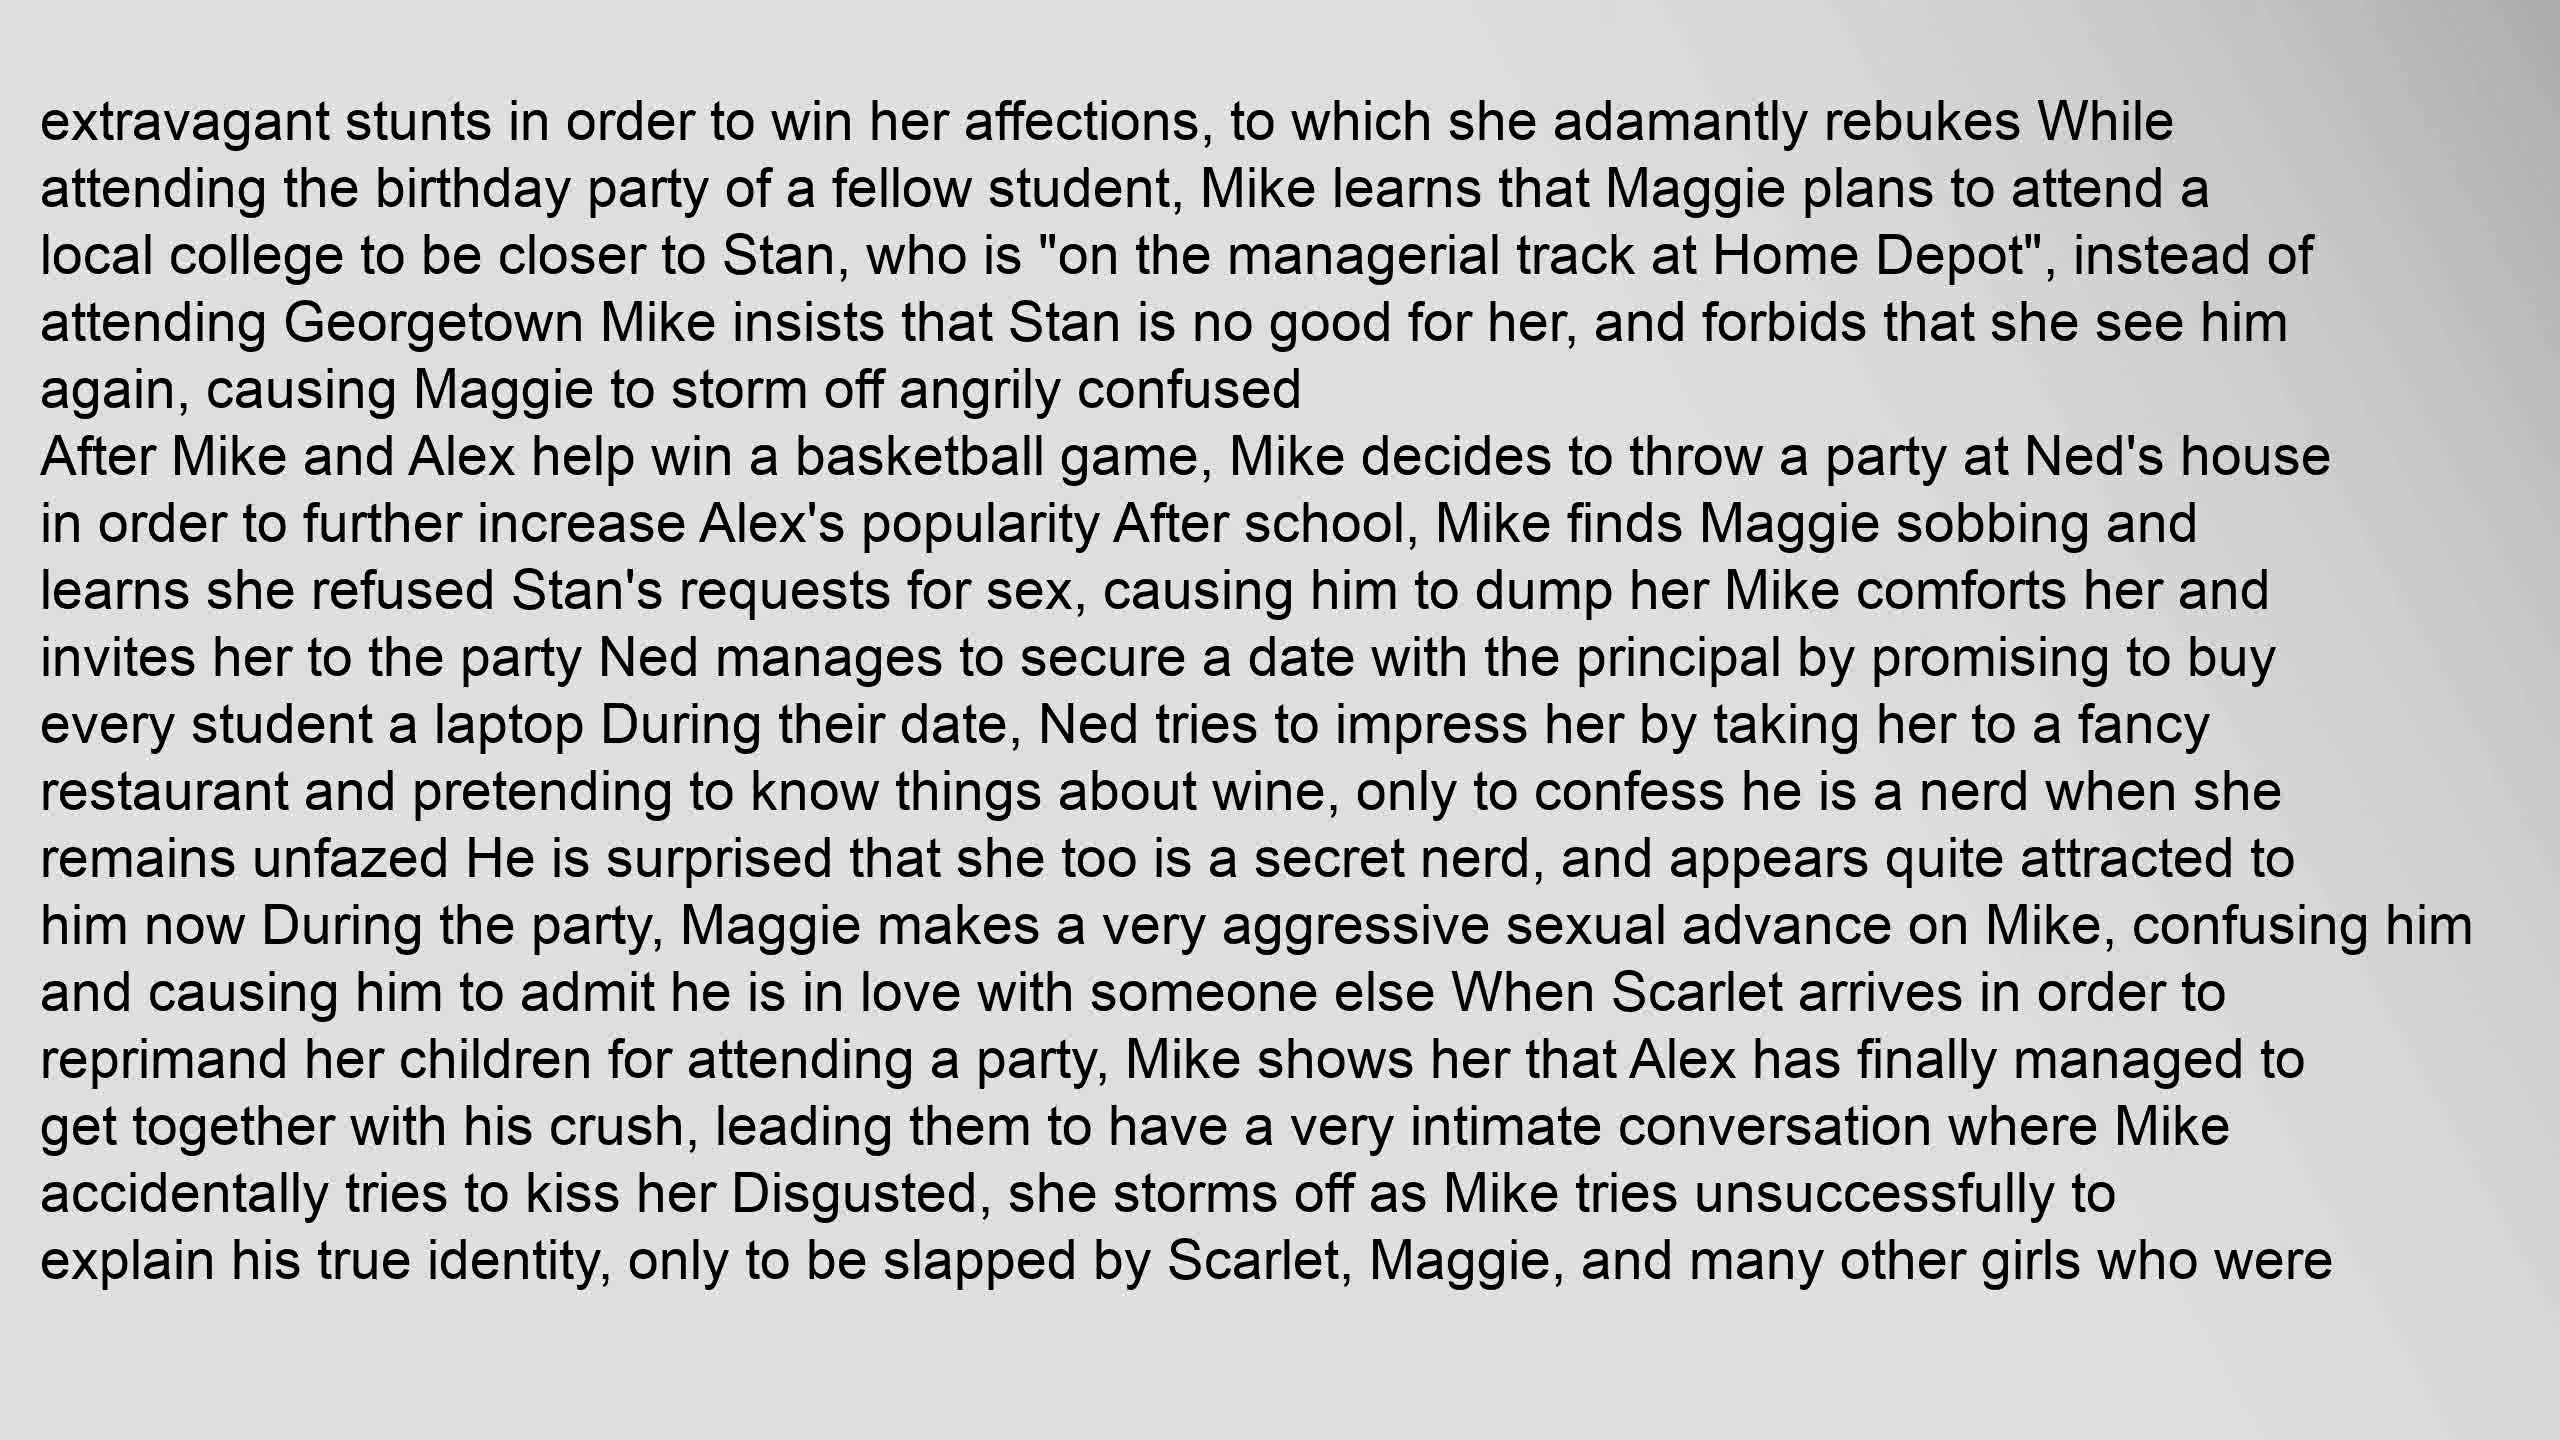 extravagant stunts in order to win her affections, to which she adamantly rebukes While
attending the birthday party of a fellow student, Mike learns that Maggie plans to attend a
local college to be closer to Stan, who is "on the managerial track at Home Depot", instead of
attending Georgetown Mike insists that Stan is no good for her, and forbids that she see him
again, causing Maggie to storm off angrily confused
After Mike and Alex help win a basketball game, Mike decides to throw a party at Ned's house
in order to further increase Alex's popularity After school, Mike finds Maggie sobbing and
learns she refused Stan's requests for sex, causing him to dump her Mike comforts her and
invites her to the party Ned manages to secure a date with the principal by promising to buy
every student a laptop During their date, Ned tries to impress her by taking her to a fancy
restaurant and pretending to know things about wine, only to confess he is a nerd when she
remains unfazed He is surprised that she too is a secret nerd, and appears quite attracted to
him now During the party, Maggie makes a very aggressive sexual advance on Mike, confusing him
and causing him to admit he is in love with someone else When Scarlet arrives in order to
reprimand her children for attending a party, Mike shows her that Alex has finally managed to
get together with his crush, leading them to have a very intimate conversation where Mike
accidentally tries to kiss her Disgusted, she storms off as Mike tries unsuccessfully to
explain his true identity, only to be slapped by Scarlet, Maggie, and many other girls who were